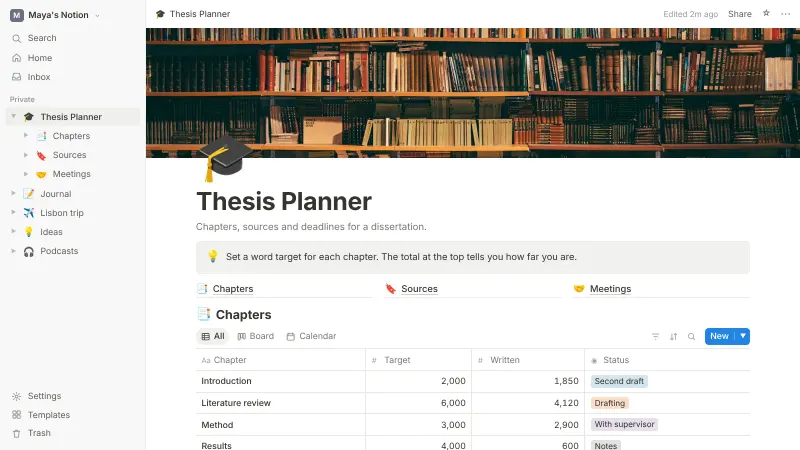 Maya's Notion
Search
Home
Inbox
Private
Thesis Planner
Chapters
Sources
Meetings
Journal
Lisbon trip
Ideas
Podcasts
Settings
Templates
Trash
Thesis Planner
Edited 2m ago
Share
Thesis Planner
Chapters, sources and deadlines for a dissertation.
Set a word target for each chapter. The total at the top tells you how far you are.
Chapters Sources Meetings
Chapters
All Board Calendar New
Aa Chapter # Target # Written Status
Introduction 2,000 1,850 Second draft
Literature review 6,000 4,120 Drafting
Method 3,000 2,900 With supervisor
Results 4,000 600 Notes